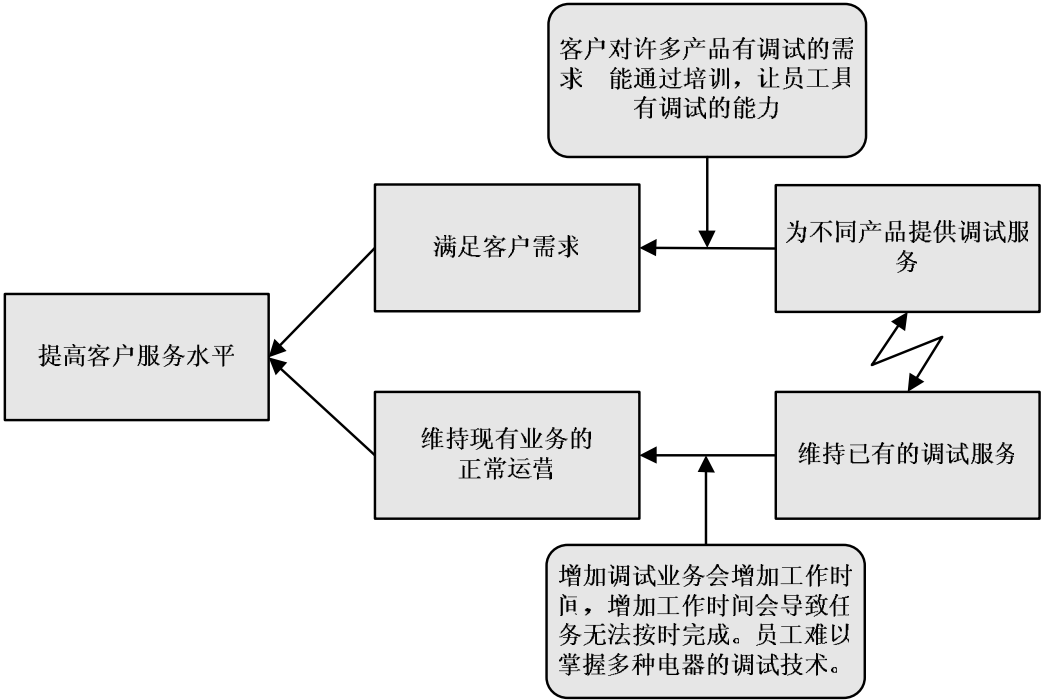 客户对许多产品有调试的需
求 能通过培训，让员工具
有调试的能力
满足客户需求
为不同产品提供调试服
务
提高客户服务水平
维持现有业务的
正常运营
维持已有的调试服务
增加调试业务会增加工作时
间，增加工作时间会导致任
务无法按时完成。员工难以
掌握多种电器的调试技术。